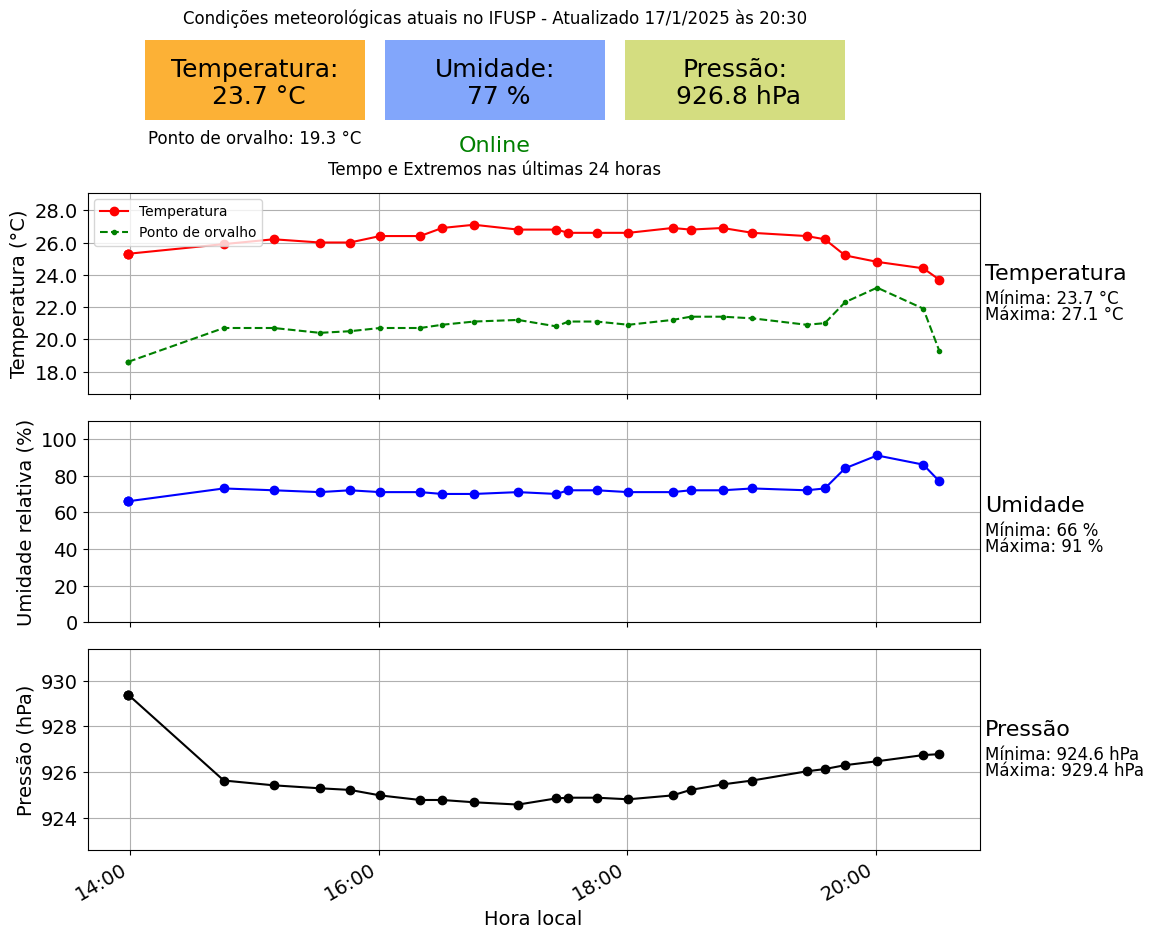 Condições meteorológicas atuais no IFUSP - Atualizado 17/1/2025 às 20:30
Temperatura:
23.7 °C
Umidade:
77 %
Pressão:
926.8 hPa
Ponto de orvalho: 19.3 °C
Online
Tempo e Extremos nas últimas 24 horas
Temperatura (°C)
28.0
26.0
24.0
22.0
20.0
18.0
Temperatura
Ponto de orvalho
Temperatura
Mínima: 23.7 °C
Máxima: 27.1 °C
Umidade relativa (%)
100
80
60
40
20
0
Umidade
Mínima: 66 %
Máxima: 91 %
Pressão (hPa)
930
928
926
924
Pressão
Mínima: 924.6 hPa
Máxima: 929.4 hPa
14:00
16:00
18:00
20:00
Hora local